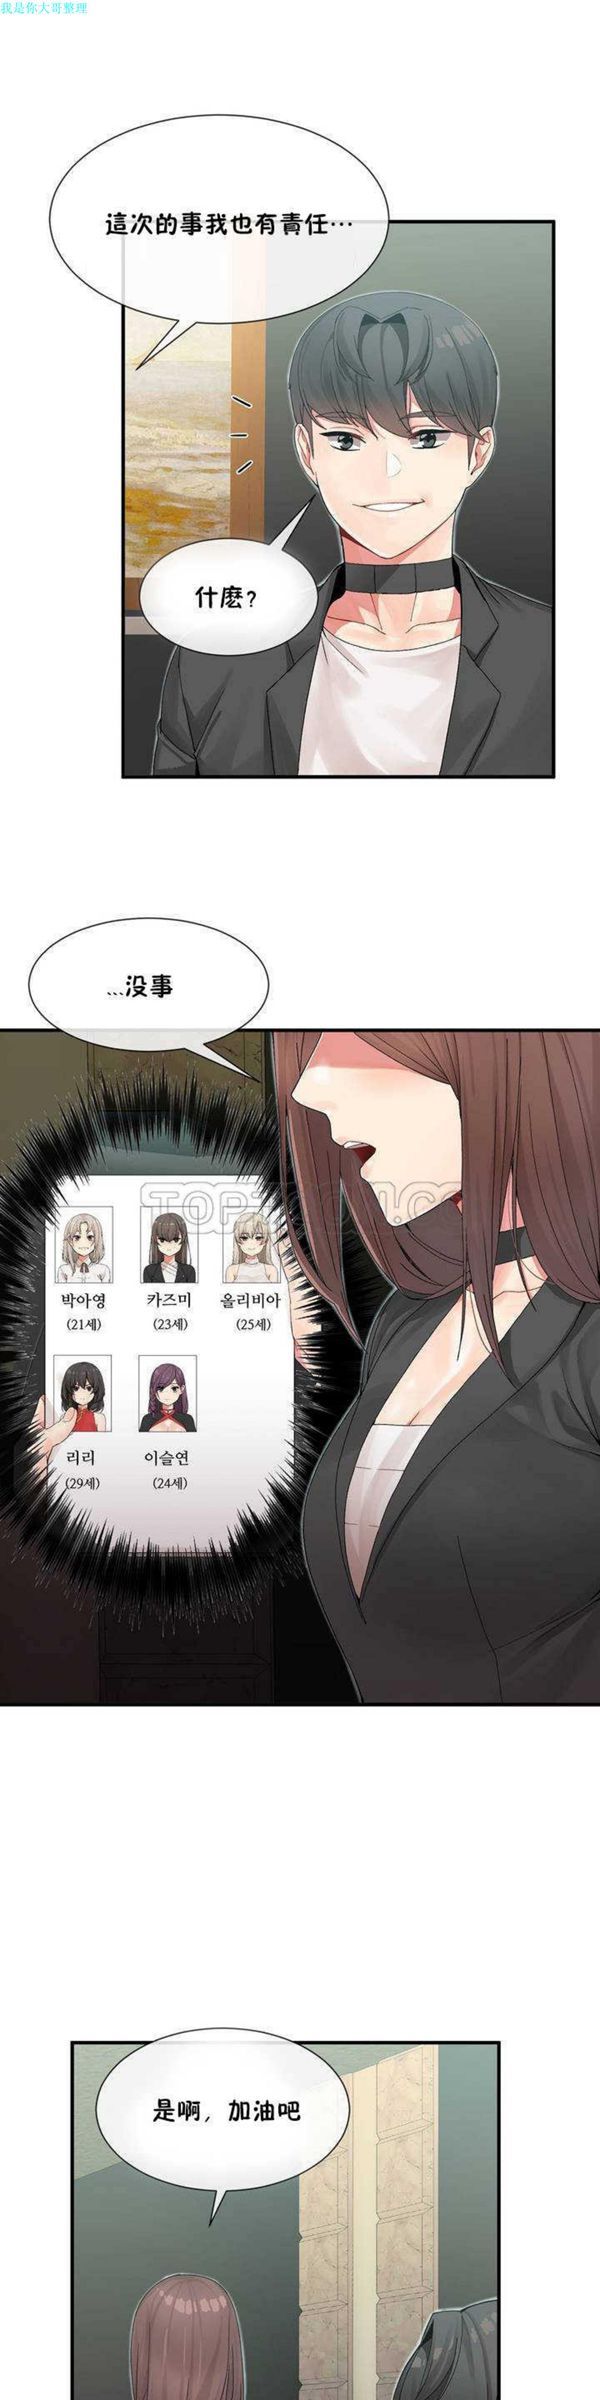 我是你大哥整理
這次的事我也有責任…
什麽?
...没事
박아영 카즈미 올리비아
(21세) (23세) (25세)
리리 이슬연
(29세) (24세)
是啊, 加油吧